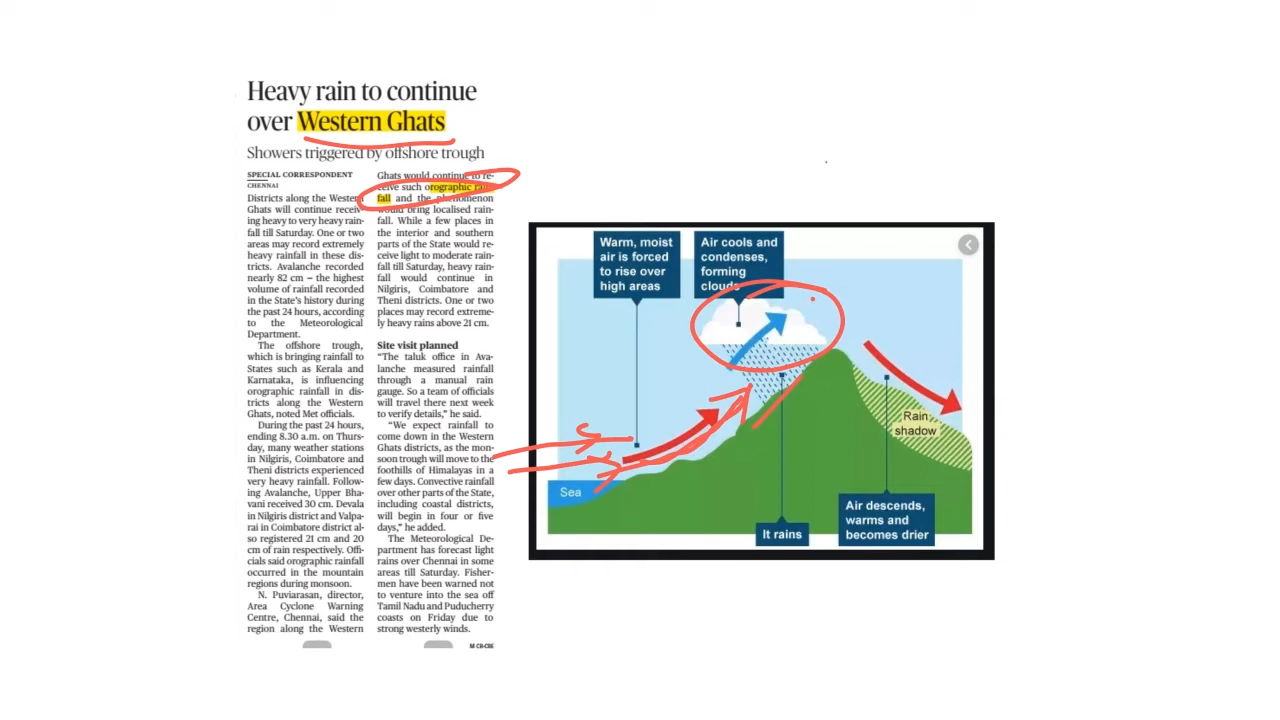 Heavy rain to continue
over Western Ghats
Showers triggered by offshore trough
SPECIAL CORRESPONDENT
CHENNAI
Districts along the Western
Ghats will continue receiv-
ing heavy to very heavy rain-
fall till Saturday. One or two
areas may record extremely
heavy rainfall in these dis-
tricts. Avalanche recorded
nearly 82 cm – the highest
volume of rainfall recorded
in the State's history during
the past 24 hours, according
to the Meteorological
Department.
The offshore trough,
which is bringing rainfall to
States such as Kerala and
Karnataka, is influencing
orographic rainfall in dis-
tricts along the Western
Ghats, noted Met officials.
During the past 24 hours,
ending 8.30 a.m. on Thurs-
day, many weather stations
in Nilgiris, Coimbatore and
Theni districts experienced
very heavy rainfall. Follow-
ing Avalanche, Upper Bha-
vani received 30 cm. Devala
in Nilgiris district and Valpa-
rai in Coimbatore district al-
so registered 21 cm and 20
cm of rain respectively. Offi-
cials said orographic rainfall
occurred in the mountain
regions during monsoon.
N. Puviarasan, director,
Area Cyclone Warning
Centre, Chennai, said the
region along the Western
Ghats would continue to re-
ceive such orographic rain-
fall and the phenomenon
would bring localised rain-
fall. While a few places in
the interior and southern
parts of the State would re-
ceive light to moderate rain-
fall till Saturday, heavy rain-
fall would continue in
Nilgiris, Coimbatore and
Theni districts. One or two
places may record extreme-
ly heavy rains above 21 cm.
Site visit planned
"The taluk office in Ava-
lanche measured rainfall
through a manual rain
gauge. So a team of officials
will travel there next week
to verify details," he said.
"We expect rainfall to
come down in the Western
Ghats districts, as the mon-
soon trough will move to the
foothills of Himalayas in a
few days. Convective rainfall
over other parts of the State,
including coastal districts,
will begin in four or five
days," he added.
The Meteorological De-
partment has forecast light
rains over Chennai in some
areas till Saturday. Fisher-
men have been warned not
to venture into the sea off
Tamil Nadu and Puducherry
coasts on Friday due to
strong westerly winds.
M CB-CBE
Warm, moist
air is forced
to rise over
high areas
Air cools and
condenses,
forming
clouds
Rain
shadow
Sea
It rains
Air descends,
warms and
becomes drier